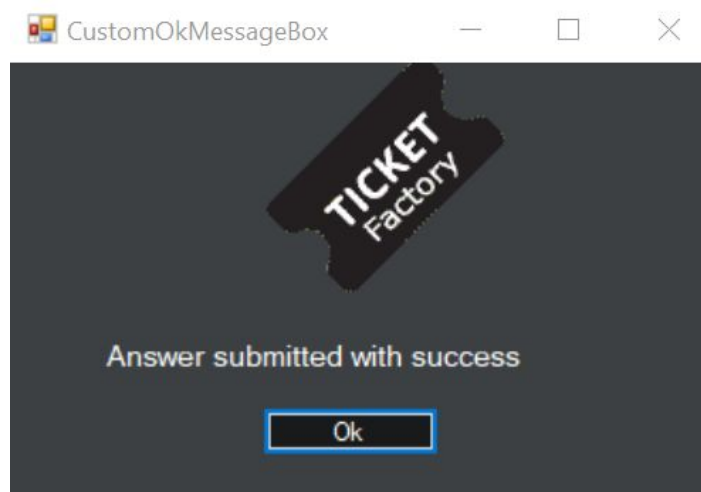 CustomOkMessageBox
TICKET
Factory
Answer submitted with success
Ok